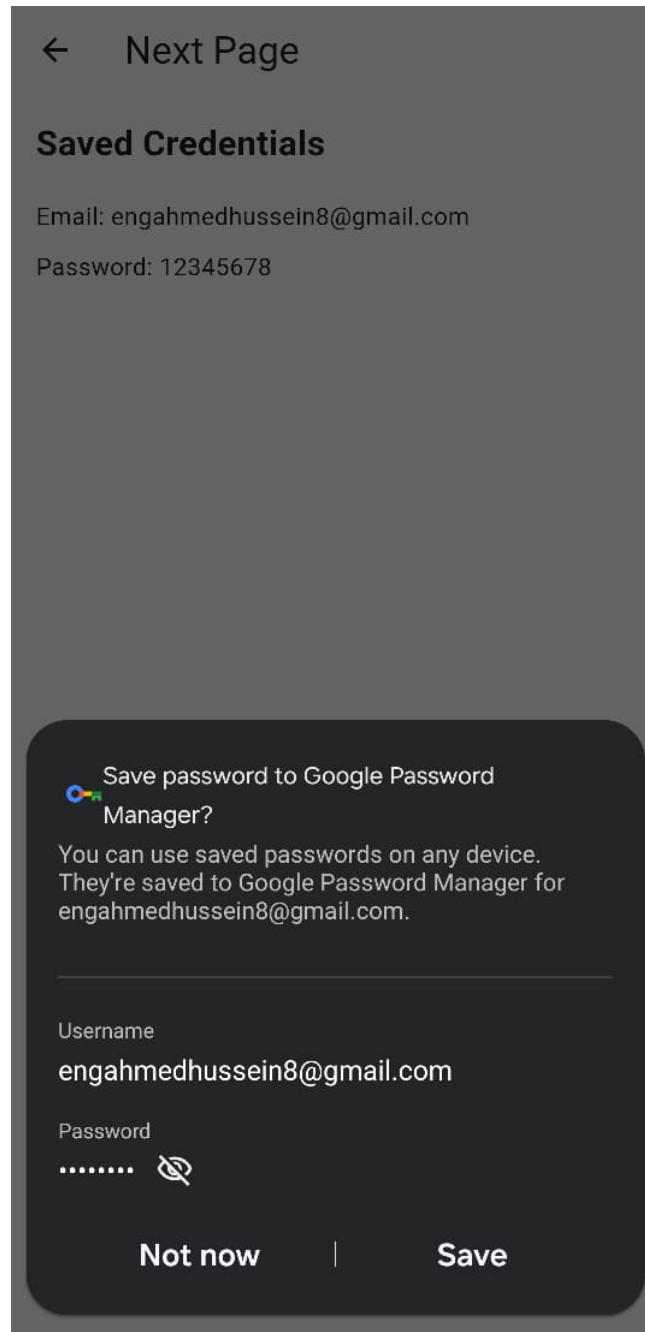 Next Page
Saved Credentials
Email: engahmedhussein8@gmail.com
Password: 12345678
Save password to Google Password
Manager?
You can use saved passwords on any device.
They're saved to Google Password Manager for
engahmedhussein8@gmail.com.
Username
engahmedhussein8@gmail.com
Password
••••••••
Not now | Save